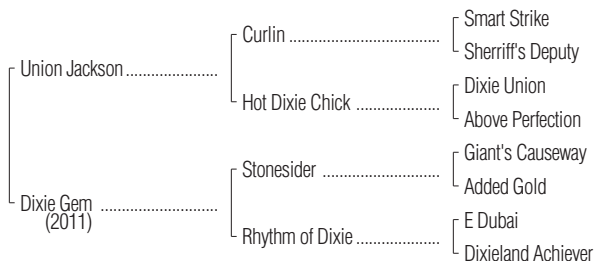 Smart Strike
Curlin ........................................
Sherriff's Deputy
Union Jackson ........................
Dixie Union
Hot Dixie Chick ......................
Above Perfection
Giant's Causeway
Stonesider ...............................
Added Gold
Dixie Gem ...............................
(2011)
E Dubai
Rhythm of Dixie ......................
Dixieland Achiever